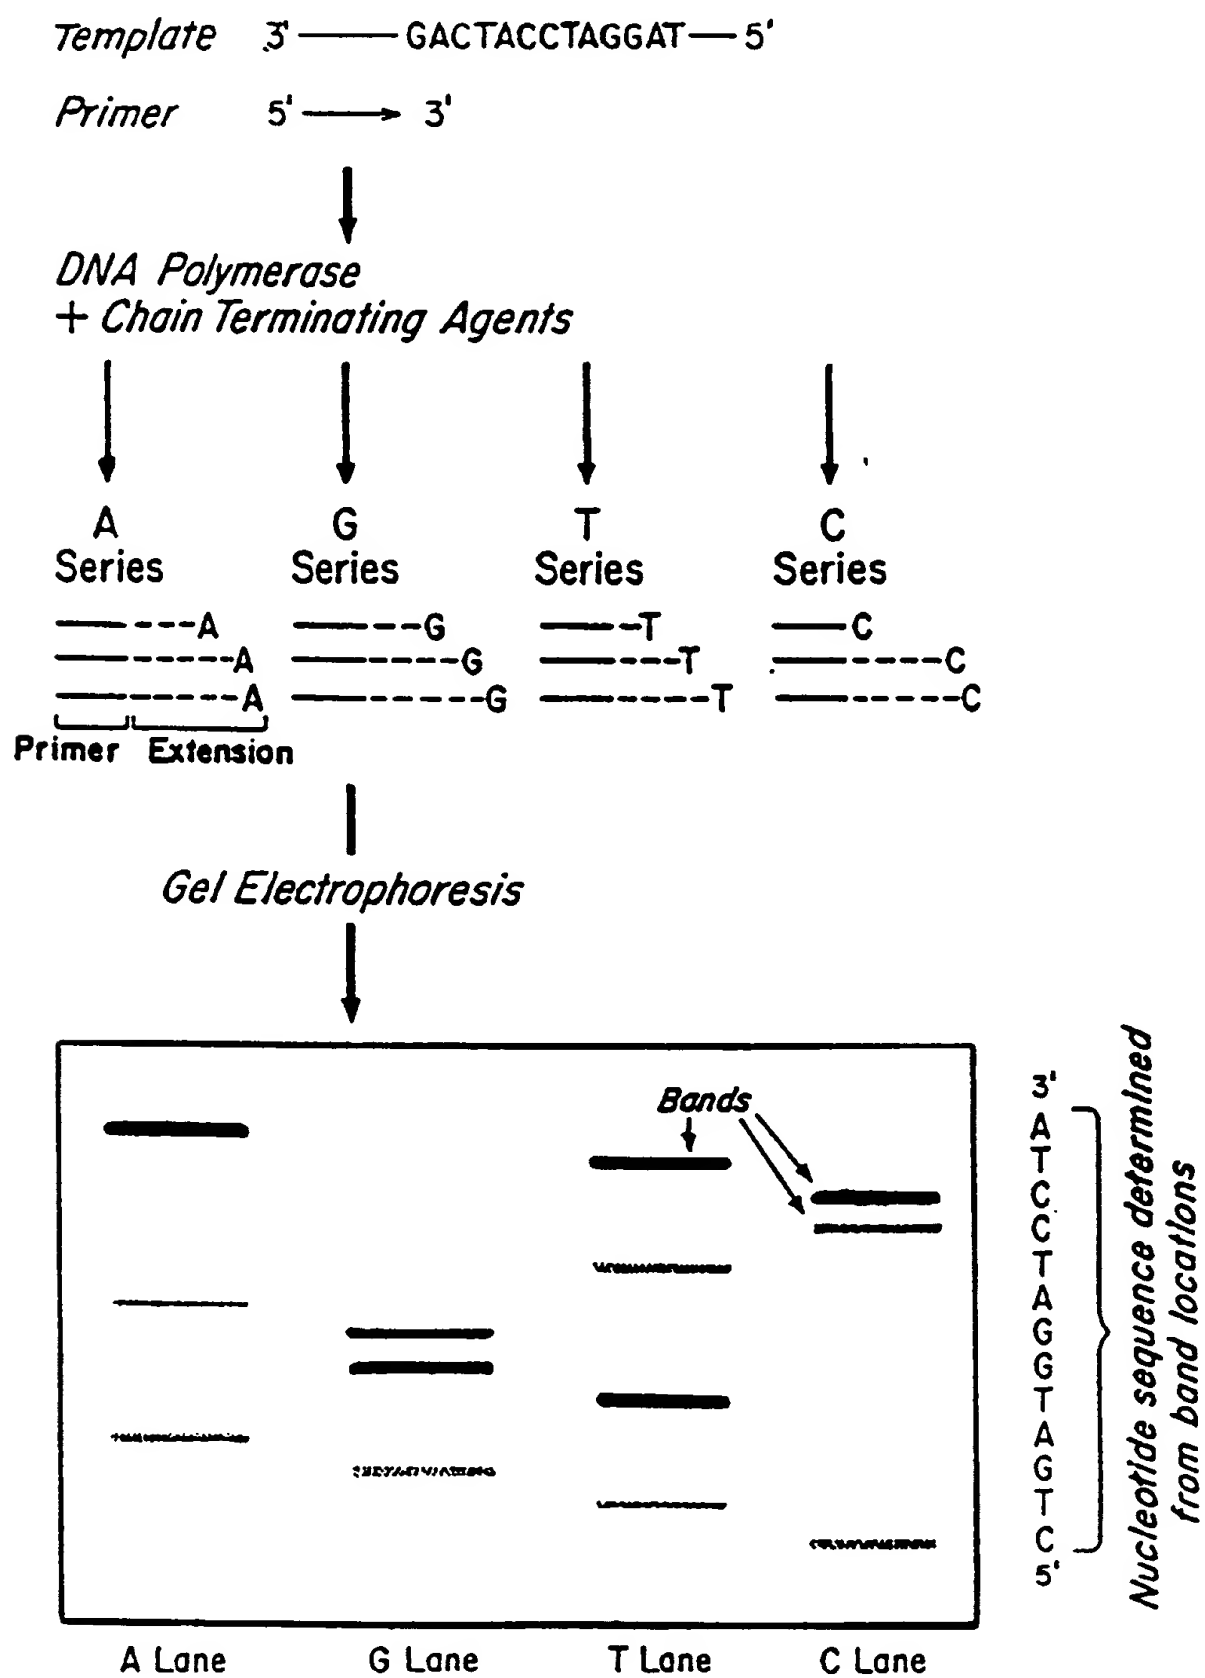 Template 3' GACTACCTAGGAT 5'
Primer 5' 3'
DNA Polymerase
+ Chain Terminating Agents
A G T C
Series Series Series Series
A G T C
A G T C
A G T C
Primer Extension
Gel Electrophoresis
Bands
3'
A
T
C
C
T
A
G
G
T
A
G
T
C
5'
Nucleotide sequence determined
from band locations
A Lane G Lane T Lane C Lane